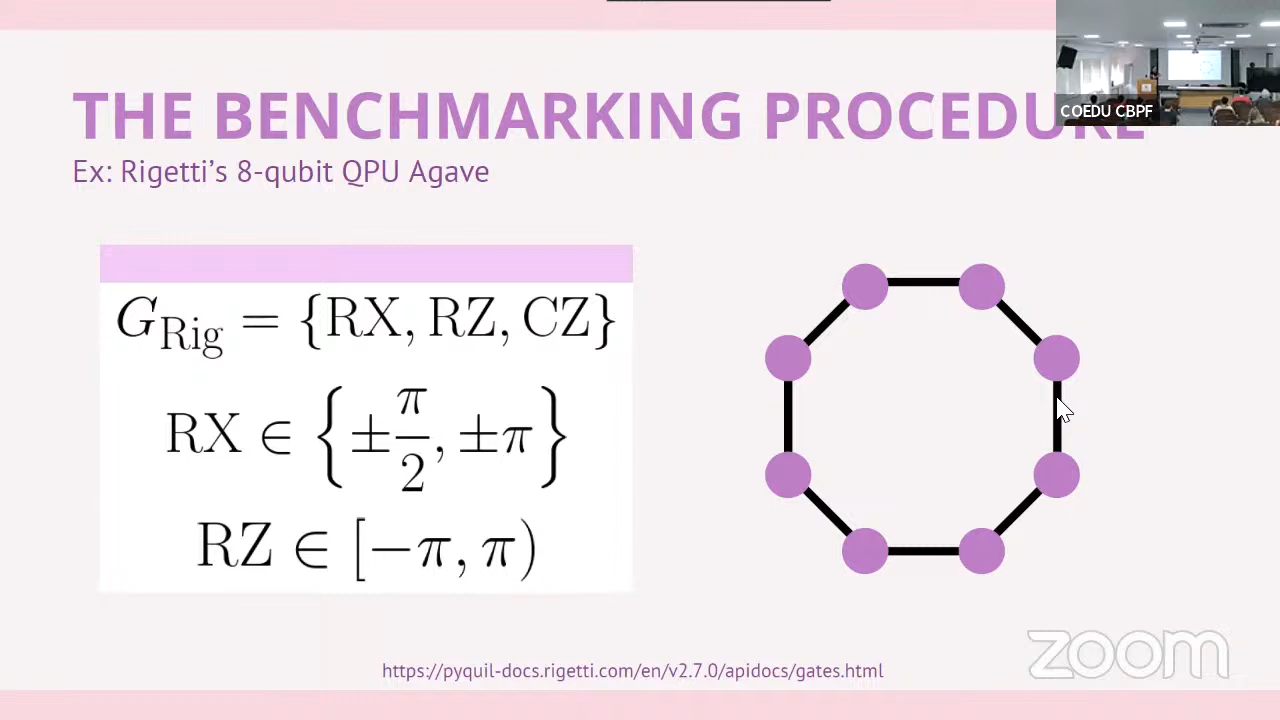 THE BENCHMARKING PROCEDURE
COEDU CBPF
Ex: Rigetti’s 8-qubit QPU Agave
G_Rig = {RX, RZ, CZ}
RX ∈ {±π/2, ±π}
RZ ∈ [−π, π)
zoom
https://pyquil-docs.rigetti.com/en/v2.7.0/apidocs/gates.html